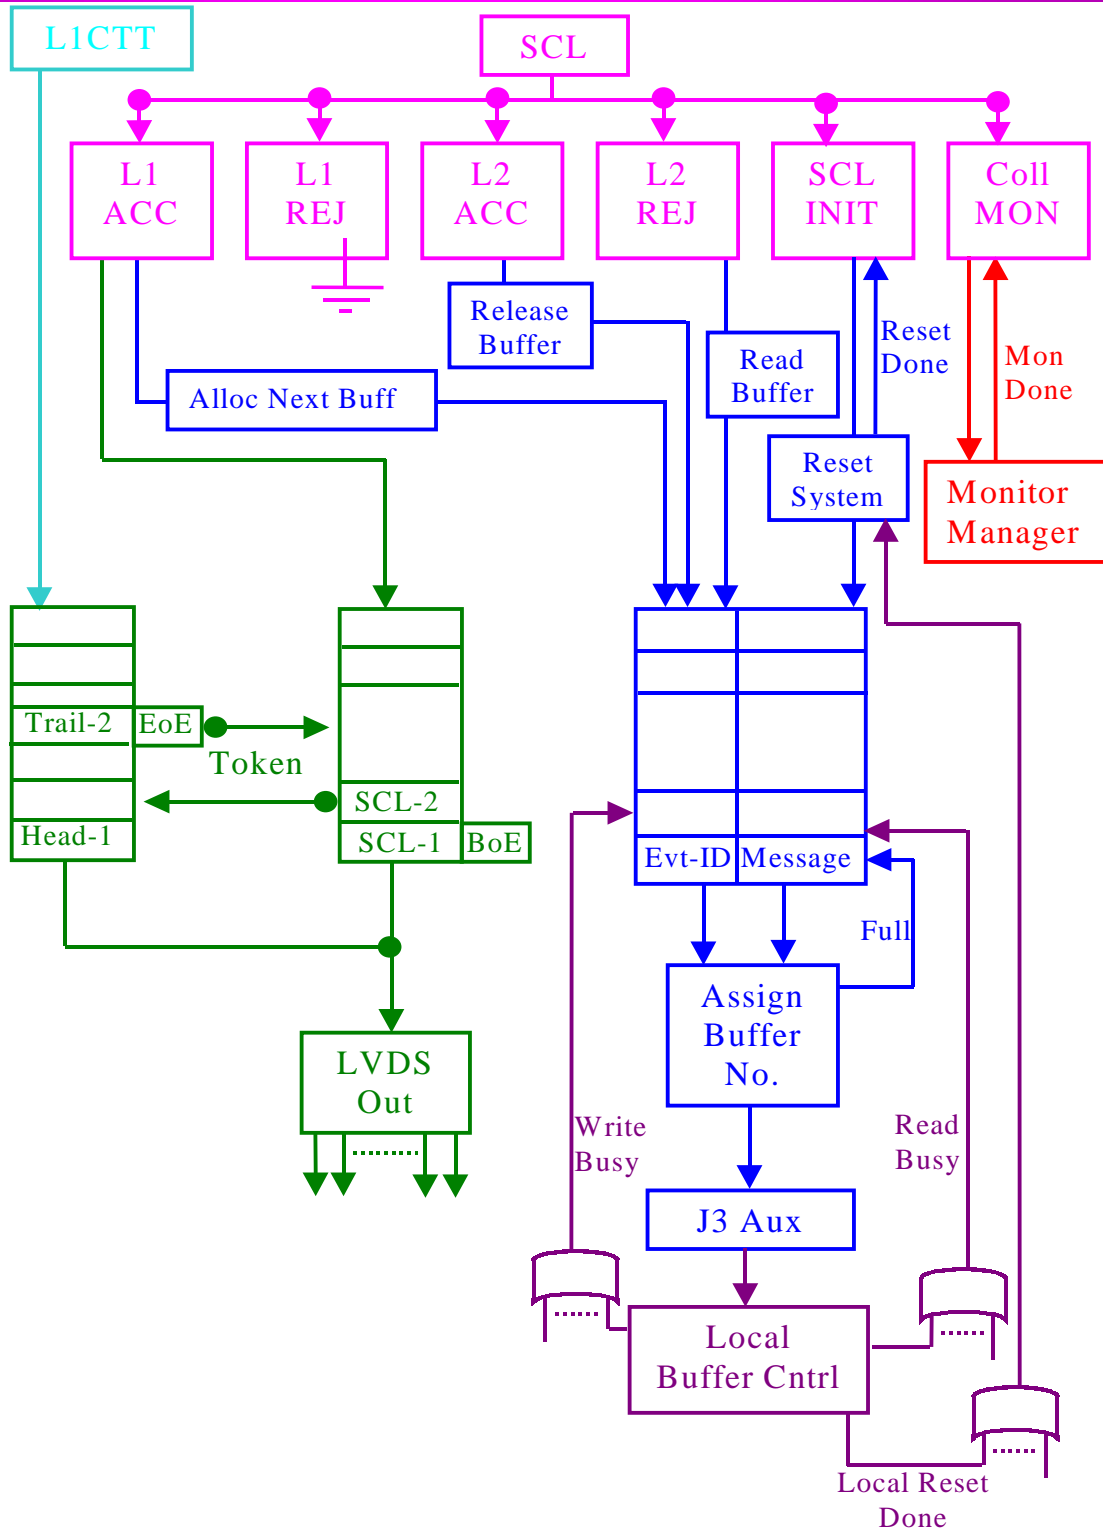 L1CTT
SCL
L1
ACC
L1
REJ
L2
ACC
L2
REJ
SCL
INIT
Coll
MON
Release
Buffer
Read
Buffer
Reset
Done
Mon
Done
Alloc Next Buff
Reset
System
Monitor
Manager
Trail-2
EoE
Token
SCL-2
Head-1
SCL-1
BoE
Evt-ID
Message
Full
Assign
Buffer
No.
LVDS
Out
Write
Busy
Read
Busy
J3 Aux
Local
Buffer Cntrl
Local Reset
Done